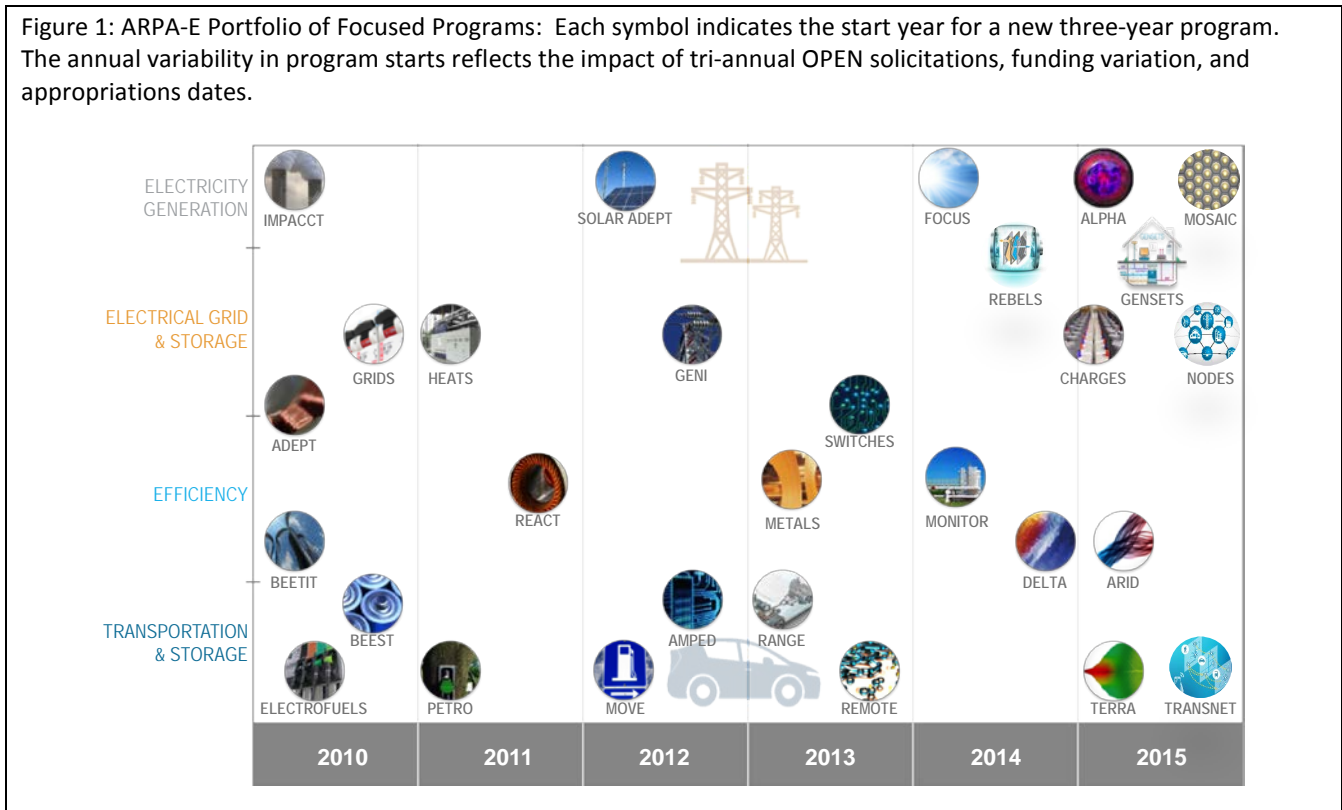 Figure 1: ARPA-E Portfolio of Focused Programs:  Each symbol indicates the start year for a new three-year program.
The annual variability in program starts reflects the impact of tri-annual OPEN solicitations, funding variation, and
appropriations dates.
ELECTRICITY
GENERATION
IMPACCT
SOLAR ADEPT
FOCUS
ALPHA
MOSAIC
GENSETS
REBELS
GENSETS
ELECTRICAL GRID
& STORAGE
GRIDS
HEATS
GENI
CHARGES
NODES
ADEPT
SWITCHES
EFFICIENCY
REACT
METALS
MONITOR
BEETIT
DELTA
ARID
TRANSPORTATION
& STORAGE
BEEST
AMPED
RANGE
ELECTROFUELS
PETRO
MOVE
REMOTE
TERRA
TRANSNET
2010
2011
2012
2013
2014
2015